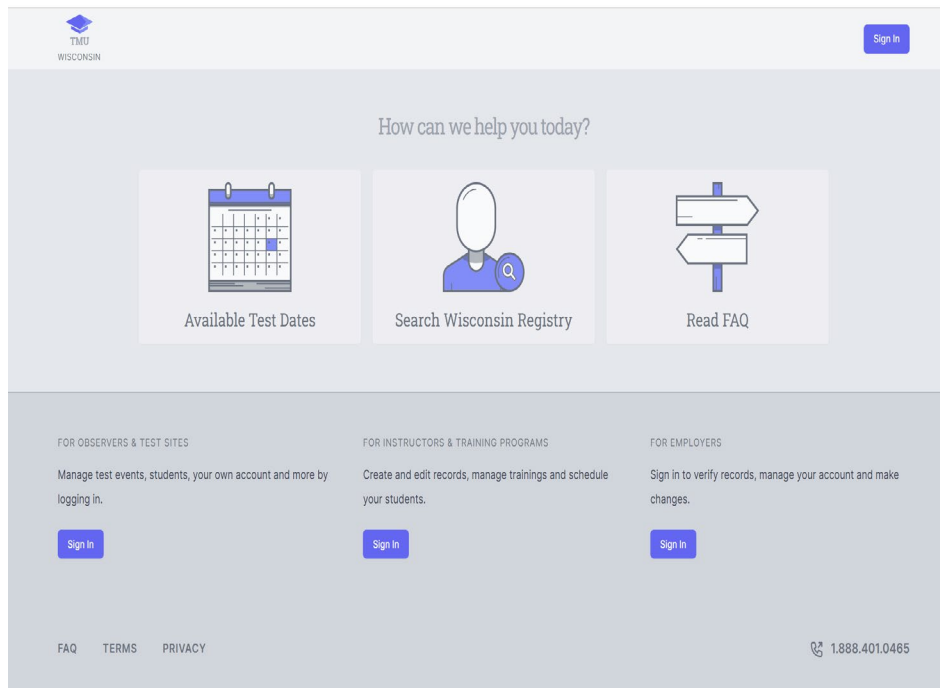 TMU
WISCONSIN
Sign In
How can we help you today?
Available Test Dates
Search Wisconsin Registry
Read FAQ
FOR OBSERVERS & TEST SITES
Manage test events, students, your own account and more by
logging in.
Sign In
FOR INSTRUCTORS & TRAINING PROGRAMS
Create and edit records, manage trainings and schedule
your students.
Sign In
FOR EMPLOYERS
Sign in to verify records, manage your account and make
changes.
Sign In
FAQ TERMS PRIVACY
1.888.401.0465